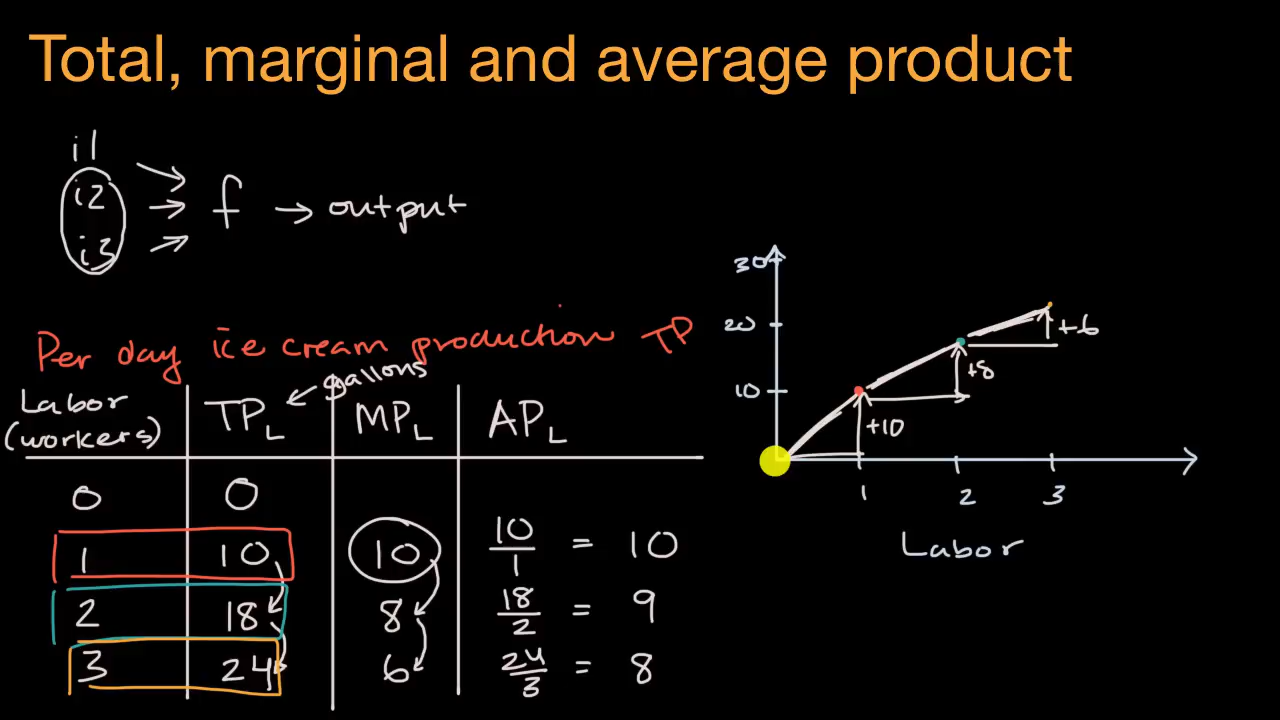 Total, marginal and average product
i1
i2
i3
f → output
Per day ice cream production TP
← gallons
Labor (workers) TPL MPL APL
0 0
1 10 10 10/1 = 10
2 18 8 18/2 = 9
3 24 6 24/3 = 8
30
20
10
+10
+8
+6
1 2 3
Labor